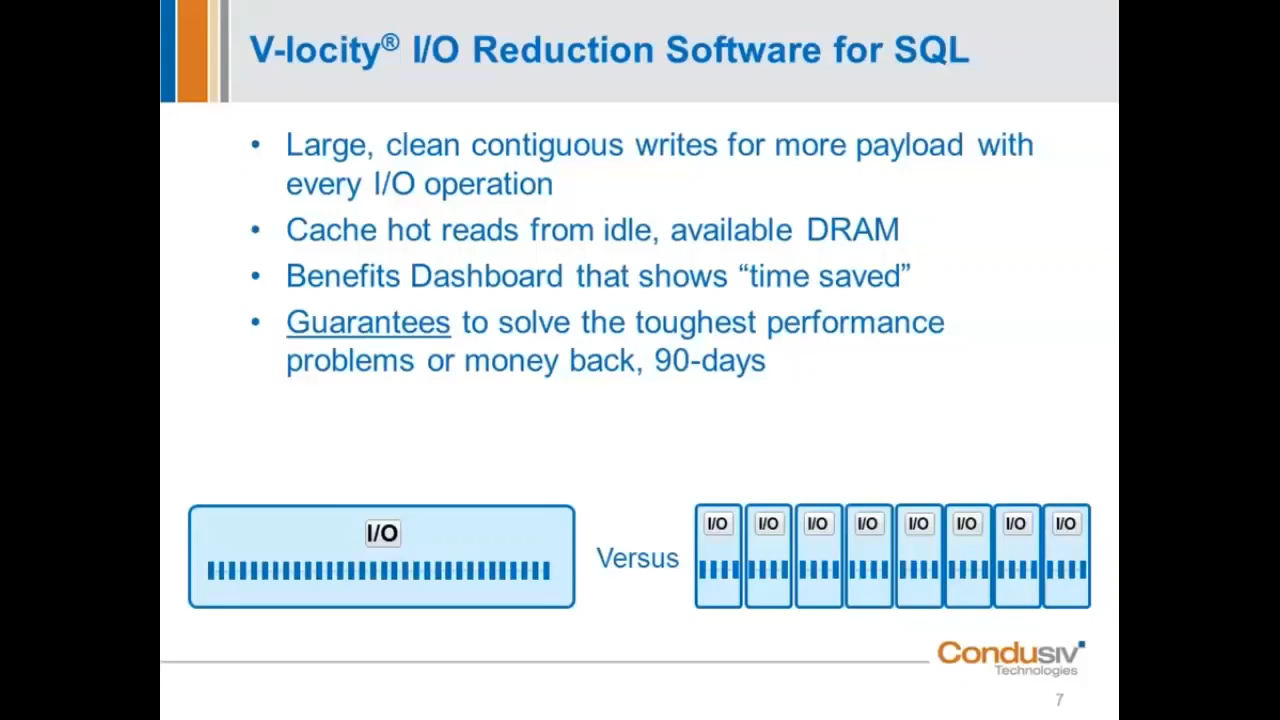 V-locity® I/O Reduction Software for SQL
• Large, clean contiguous writes for more payload with
every I/O operation
• Cache hot reads from idle, available DRAM
• Benefits Dashboard that shows “time saved”
• Guarantees to solve the toughest performance
problems or money back, 90-days
I/O
Versus
I/O I/O I/O I/O I/O I/O I/O I/O
Condusiv
Technologies
7